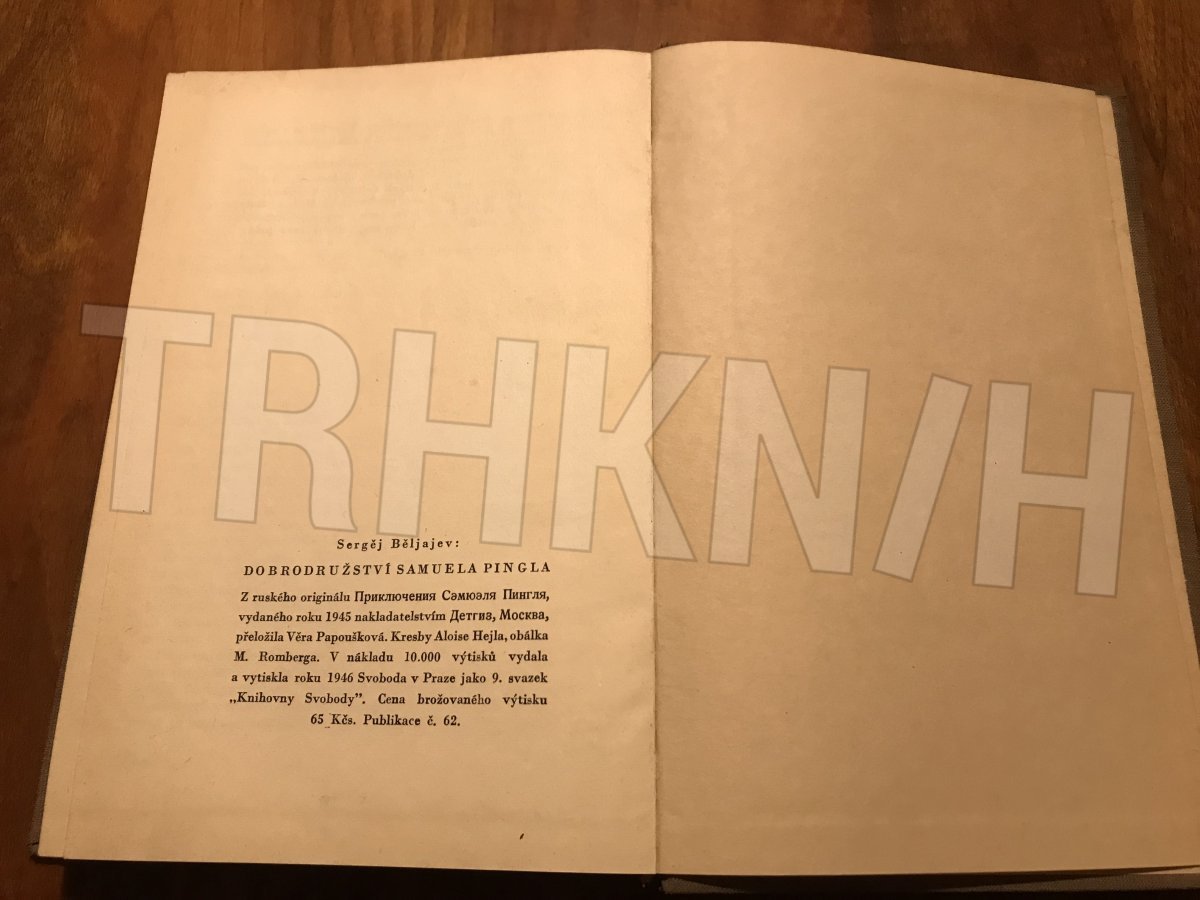 TRHKN/H
Sergěj Běljajev:
DOBRODRUŽSTVÍ SAMUELA PINGLA
Z ruského originálu Приключения Сэмюэля Пингля,
vydaného roku 1945 nakladatelstvím Детгиз, Москва,
přeložila Věra Papoušková. Kresby Aloise Hejla, obálka
M. Romberga. V nákladu 10.000 výtisků vydala
a vytiskla roku 1946 Svoboda v Praze jako 9. svazek
„Knihovny Svobody”. Cena brožovaného výtisku
65 Kčs. Publikace č. 62.